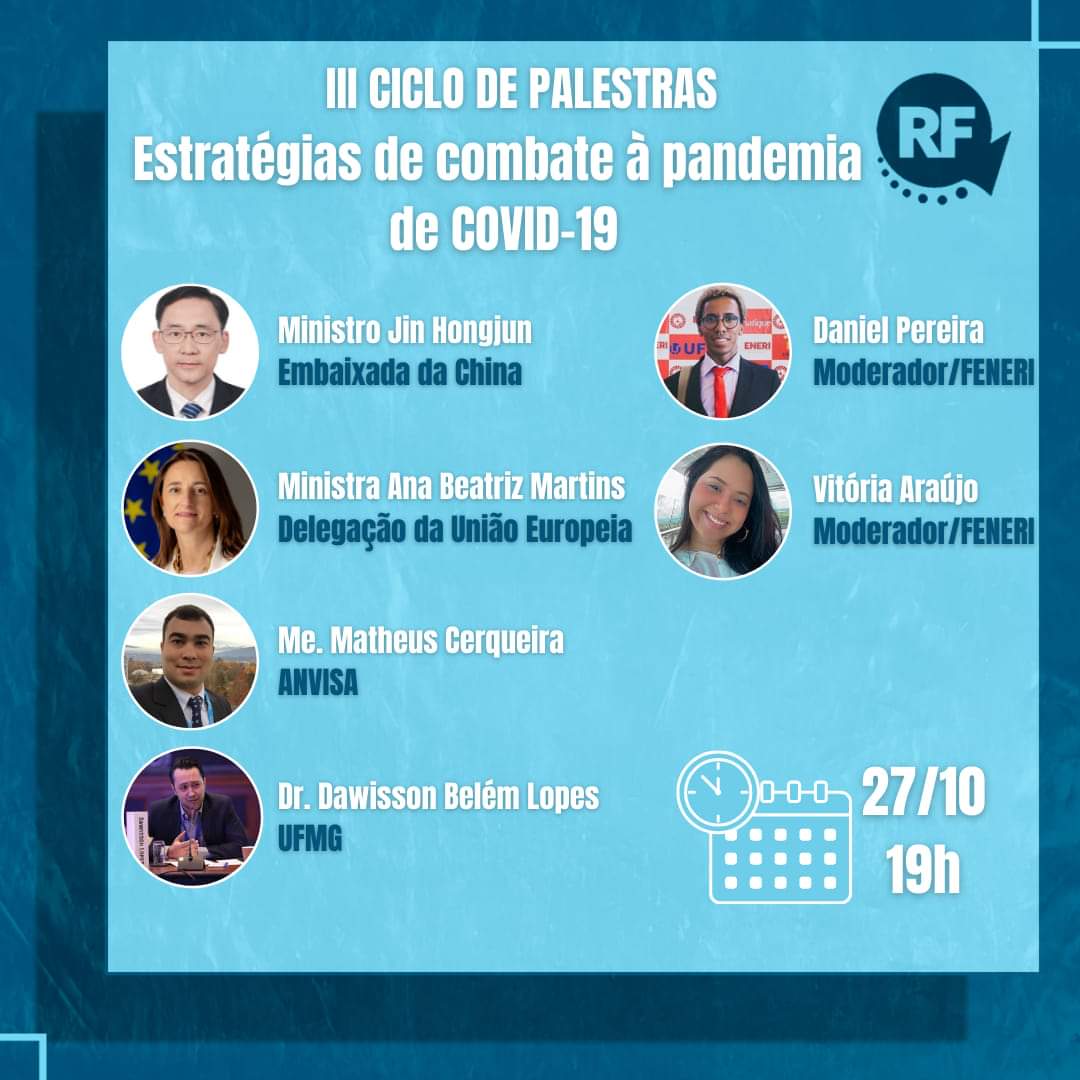 III CICLO DE PALESTRAS
Estratégias de combate à pandemia
de COVID-19
RF
Ministro Jin Hongjun
Embaixada da China
Ministra Ana Beatriz Martins
Delegação da União Europeia
Me. Matheus Cerqueira
ANVISA
Dr. Dawisson Belém Lopes
UFMG
Daniel Pereira
Moderador/FENERI
UF
ENERI
Vitória Araújo
Moderador/FENERI
27/10
19h